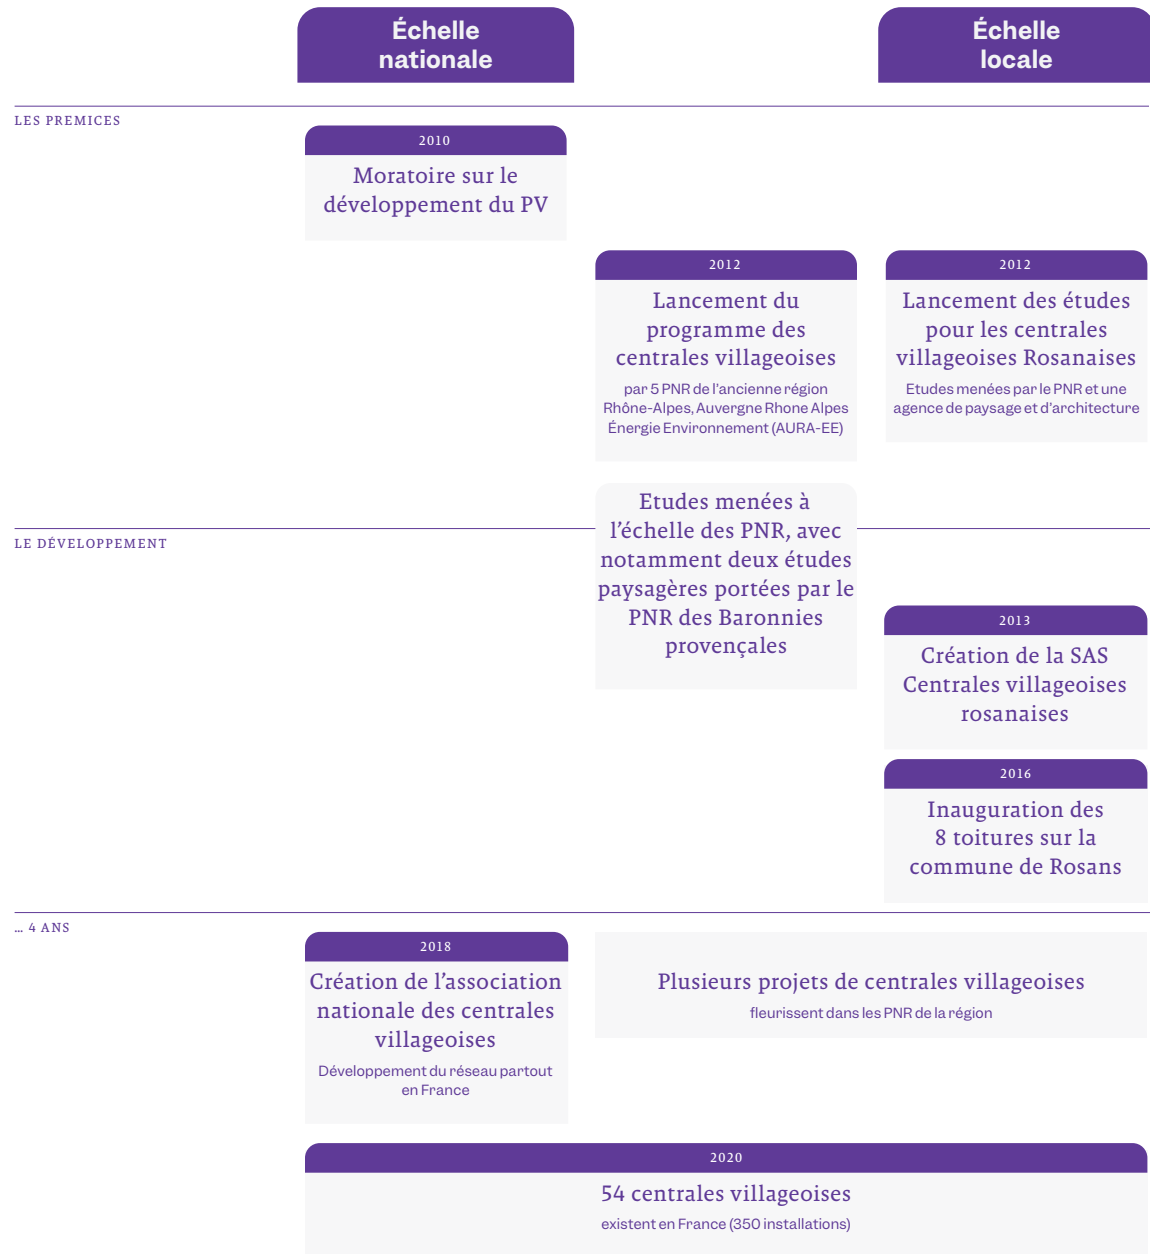 Échelle
nationale
Échelle
locale
LES PREMICES
2010
Moratoire sur le
développement du PV
2012
Lancement du
programme des
centrales villageoises
par 5 PNR de l'ancienne région
Rhône-Alpes, Auvergne Rhone Alpes
Énergie Environnement (AURA-EE)
2012
Lancement des études
pour les centrales
villageoises Rosanaises
Etudes menées par le PNR et une
agence de paysage et d'architecture
Etudes menées à
l'échelle des PNR, avec
notamment deux études
paysagères portées par le
PNR des Baronnies
provençales
LE DÉVELOPPEMENT
2013
Création de la SAS
Centrales villageoises
rosanaises
2016
Inauguration des
8 toitures sur la
commune de Rosans
... 4 ANS
2018
Création de l'association
nationale des centrales
villageoises
Développement du réseau partout
en France
Plusieurs projets de centrales villageoises
fleurissent dans les PNR de la région
2020
54 centrales villageoises
existent en France (350 installations)